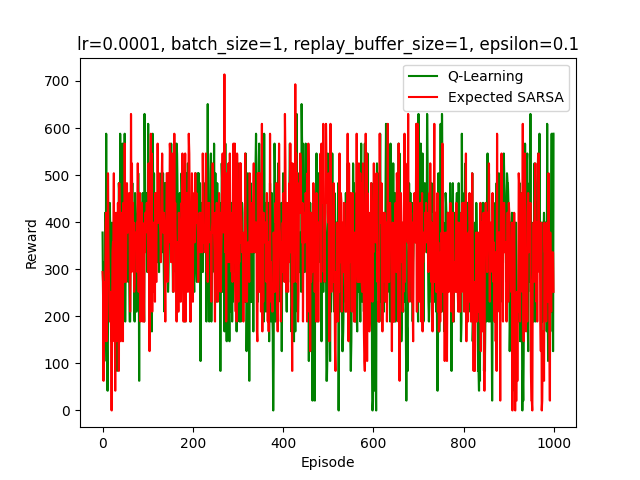 lr=0.0001, batch_size=1, replay_buffer_size=1, epsilon=0.1
Q-Learning
Expected SARSA
700
600
500
400
300
200
100
0
Reward
0
200
400
600
800
1000
Episode